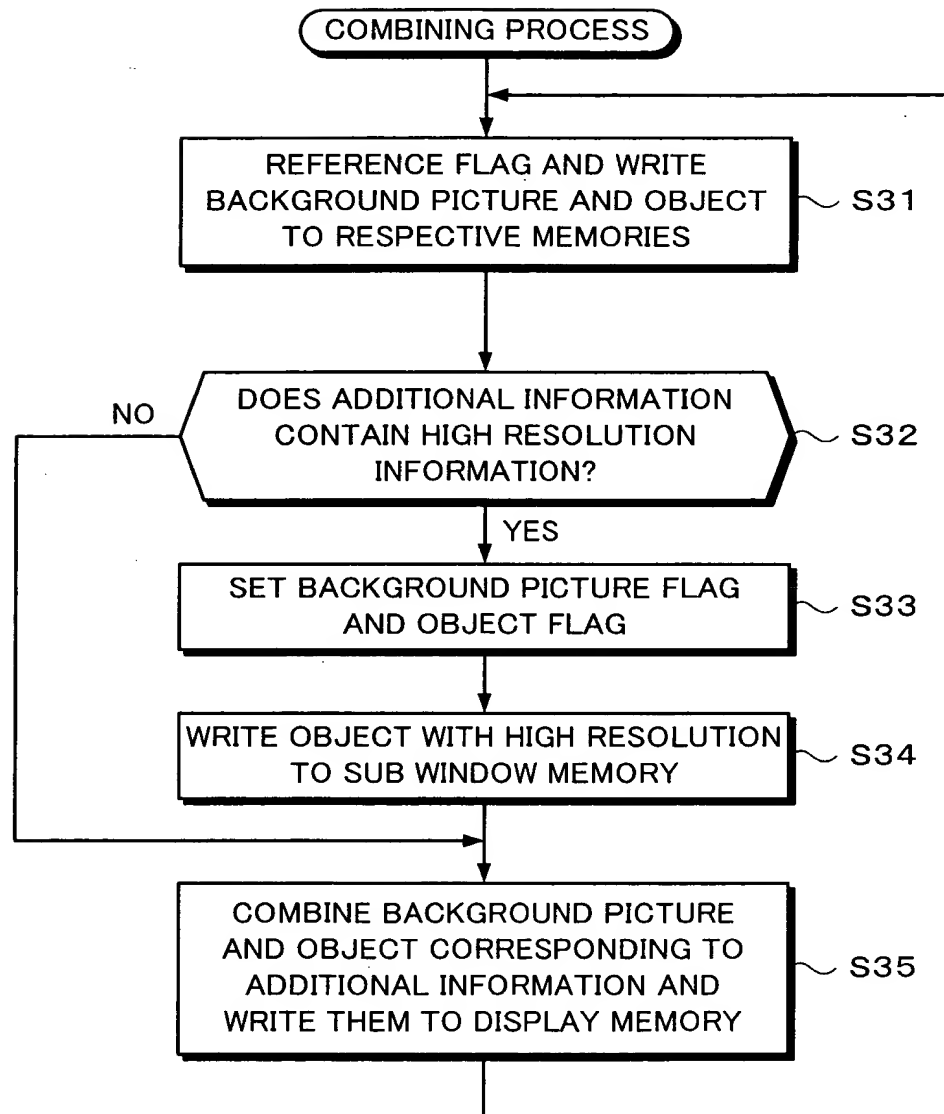 COMBINING PROCESS
REFERENCE FLAG AND WRITE
BACKGROUND PICTURE AND OBJECT
TO RESPECTIVE MEMORIES
S31
DOES ADDITIONAL INFORMATION
CONTAIN HIGH RESOLUTION
INFORMATION?
S32
NO
YES
SET BACKGROUND PICTURE FLAG
AND OBJECT FLAG
S33
WRITE OBJECT WITH HIGH RESOLUTION
TO SUB WINDOW MEMORY
S34
COMBINE BACKGROUND PICTURE
AND OBJECT CORRESPONDING TO
ADDITIONAL INFORMATION AND
WRITE THEM TO DISPLAY MEMORY
S35